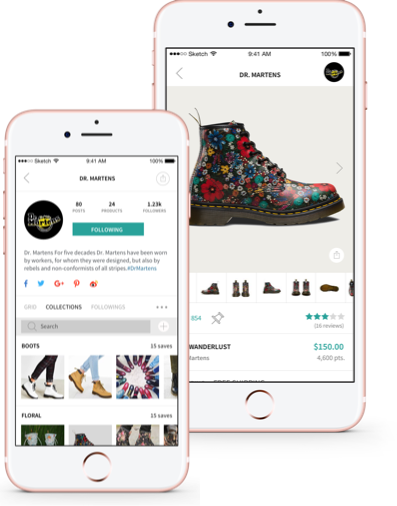 Sketch 9:41 AM 100%
DR. MARTENS
854
(20 reviews)
WANDERLUST $150.00
Martens 4,600 pts.
Sketch 9:41 AM 100%
DR. MARTENS
80 24 1.23k
POSTS PRODUCTS FOLLOWERS
FOLLOWING
Dr. Martens For five decades Dr. Martens have been worn
by workers, for whom they were designed, but also by
rebels and non-conformists of all stripes.#DrMartens
GRID COLLECTIONS FOLLOWINGS
Search
BOOTS 15 saves
FLORAL 15 saves